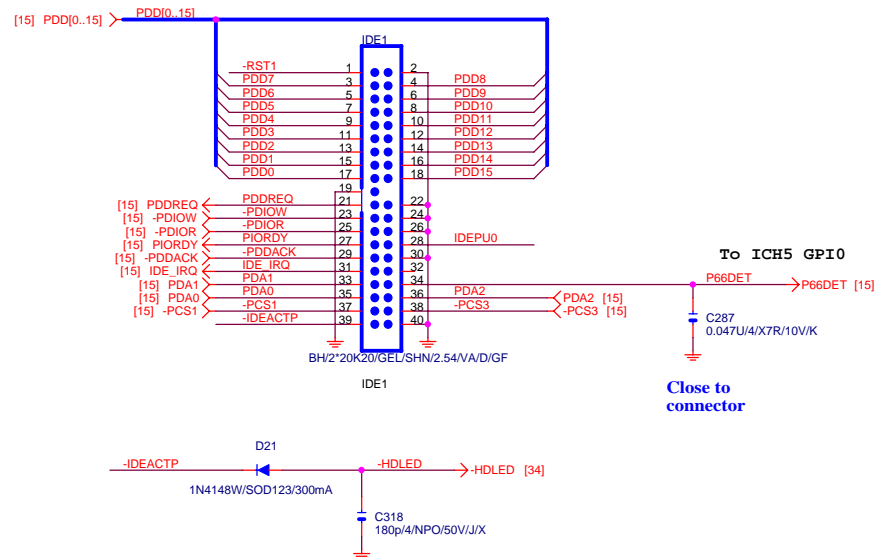 [15] PDD[0..15] PDD[0..15]
IDE1
-RST1 1 2
PDD7 3 4 PDD8
PDD6 5 6 PDD9
PDD5 7 8 PDD10
PDD4 9 10 PDD11
PDD3 11 12 PDD12
PDD2 13 14 PDD13
PDD1 15 16 PDD14
PDD0 17 18 PDD15
19
[15] PDDREQ PDDREQ 21 22
[15] -PDIOW -PDIOW 23 24
[15] -PDIOR -PDIOR 25 26
[15] PIORDY PIORDY 27 28 IDEPU0
[15] -PDDACK -PDDACK 29 30
[15] IDE_IRQ IDE_IRQ 31 32
[15] PDA1 PDA1 33 34 P66DET P66DET [15]
[15] PDA0 PDA0 35 36 PDA2 PDA2 [15]
[15] -PCS1 -PCS1 37 38 -PCS3 -PCS3 [15]
-IDEACTP 39 40
To ICH5 GPI0
C287
0.047U/4/X7R/10V/K
BH/2*20K20/GEL/SHN/2.54/VA/D/GF
IDE1
Close to
connector
D21
-IDEACTP -HDLED -HDLED [34]
1N4148W/SOD123/300mA
C318
180p/4/NPO/50V/J/X